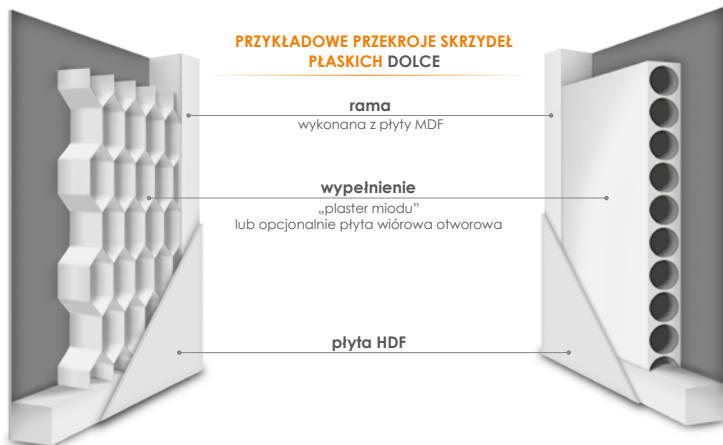 PRZYKŁADOWE PRZEKROJE SKRZYDEŁ
PŁASKICH DOLCE
rama
wykonana z płyty MDF
wypełnienie
„plaster miodu”
lub opcjonalnie płyta wiórowa otworowa
płyta HDF